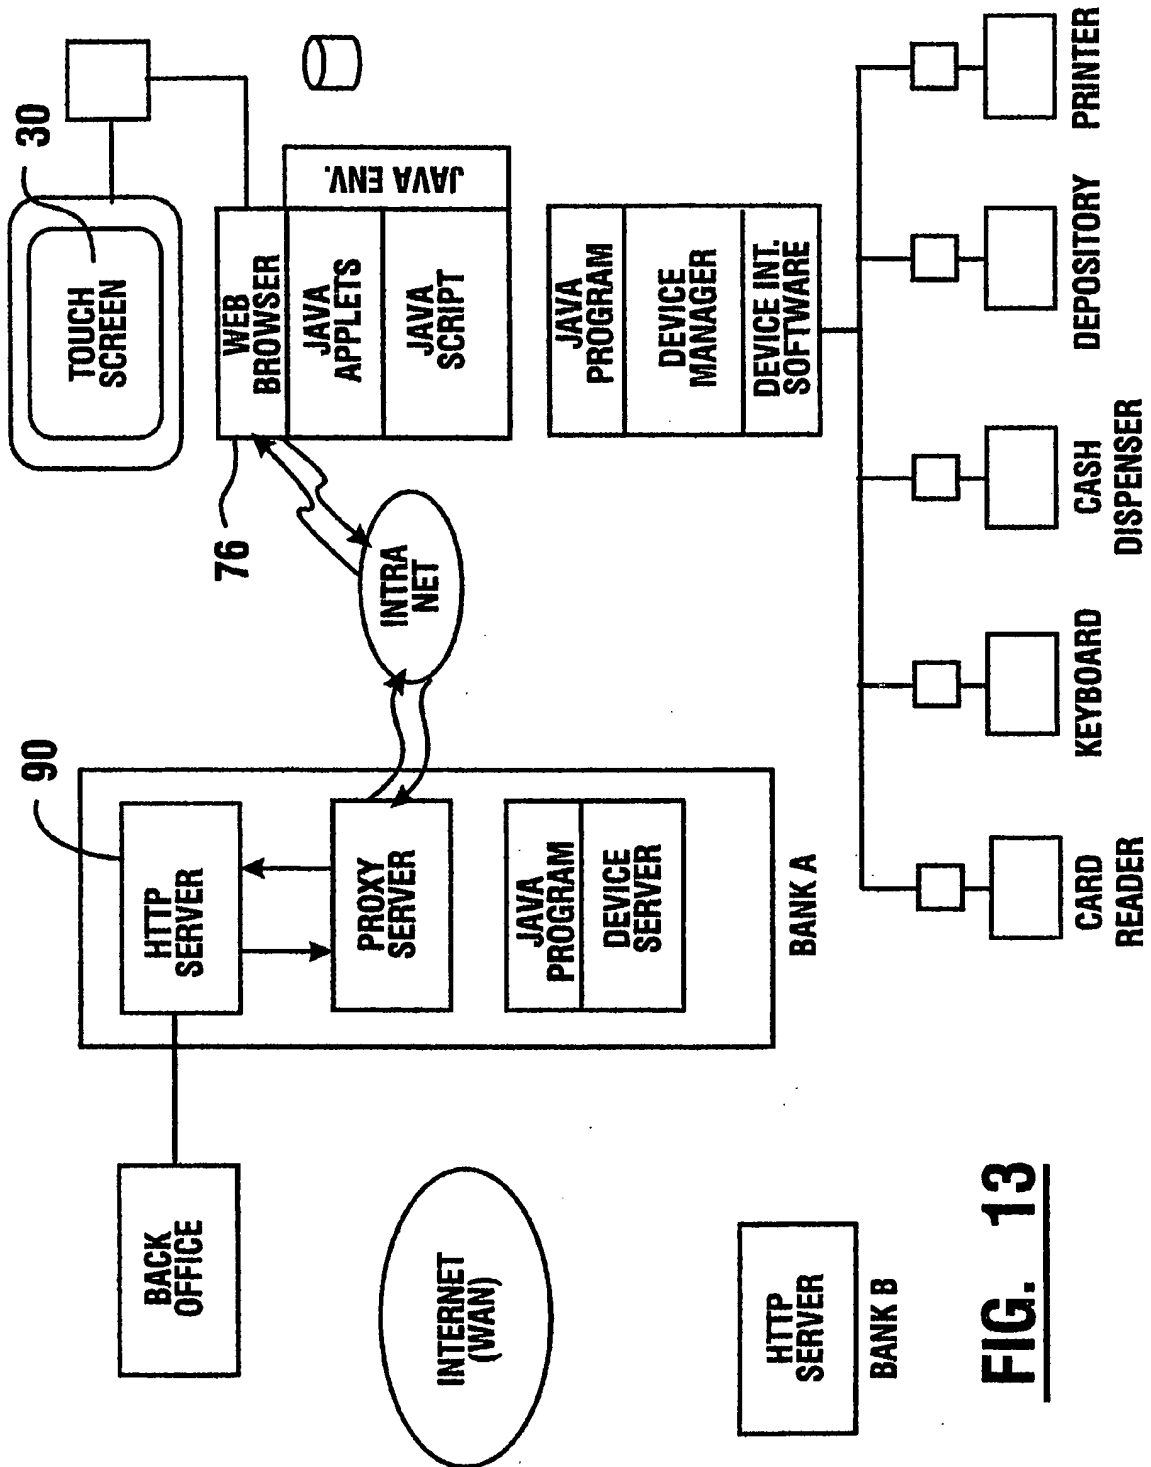 30
TOUCH
SCREEN
76
WEB
BROWSER
JAVA
APPLETS
JAVA
SCRIPT
JAVA ENV.
INTRA
NET
90
HTTP
SERVER
PROXY
SERVER
JAVA
PROGRAM
DEVICE
SERVER
BANK A
BACK
OFFICE
INTERNET
(WAN)
HTTP
SERVER
BANK B
JAVA
PROGRAM
DEVICE
MANAGER
DEVICE INT.
SOFTWARE
CARD
READER
KEYBOARD
CASH
DISPENSER
DEPOSITORY
PRINTER
FIG. 13